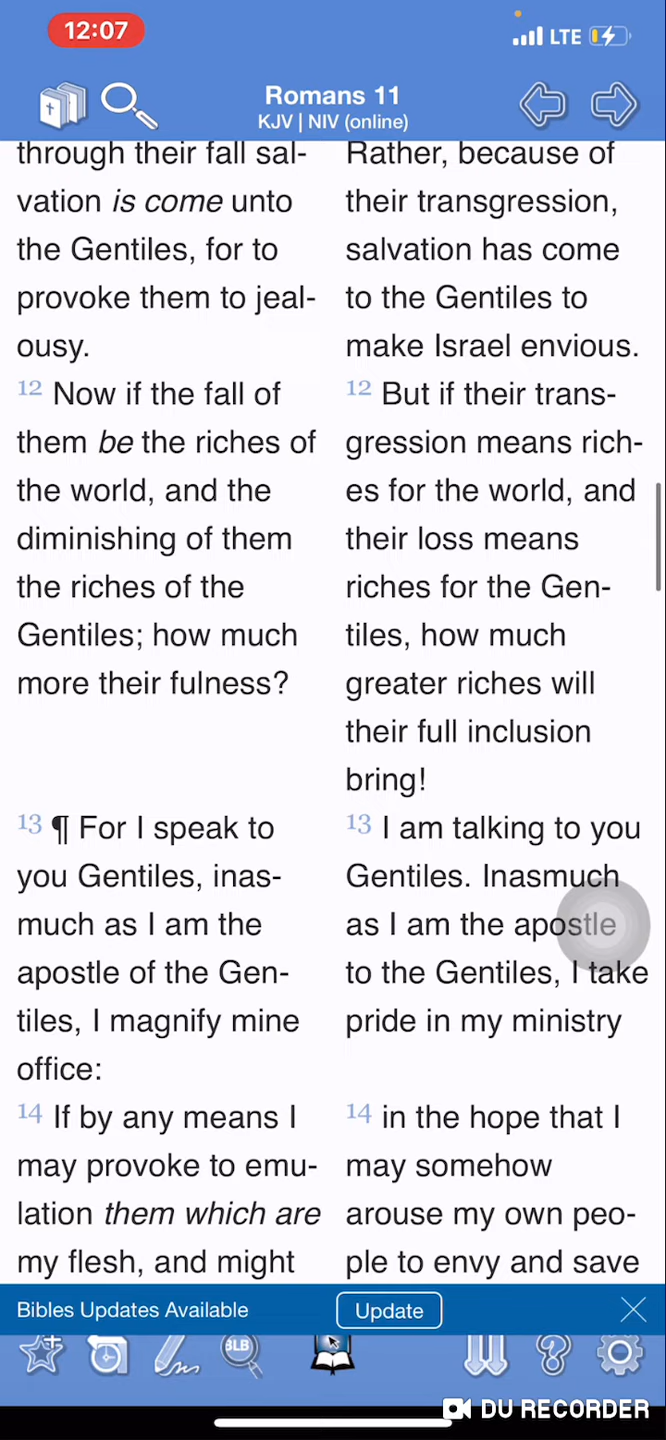 12:07
LTE
Romans 11
KJV | NIV (online)
through their fall sal-
vation is come unto
the Gentiles, for to
provoke them to jeal-
ousy.
12 Now if the fall of
them be the riches of
the world, and the
diminishing of them
the riches of the
Gentiles; how much
more their fulness?
13 ¶ For I speak to
you Gentiles, inas-
much as I am the
apostle of the Gen-
tiles, I magnify mine
office:
14 If by any means I
may provoke to emu-
lation them which are
my flesh, and might
Rather, because of
their transgression,
salvation has come
to the Gentiles to
make Israel envious.
12 But if their trans-
gression means rich-
es for the world, and
their loss means
riches for the Gen-
tiles, how much
greater riches will
their full inclusion
bring!
13 I am talking to you
Gentiles. Inasmuch
as I am the apostle
to the Gentiles, I take
pride in my ministry
14 in the hope that I
may somehow
arouse my own peo-
ple to envy and save
Bibles Updates Available
Update
BLB
DU RECORDER